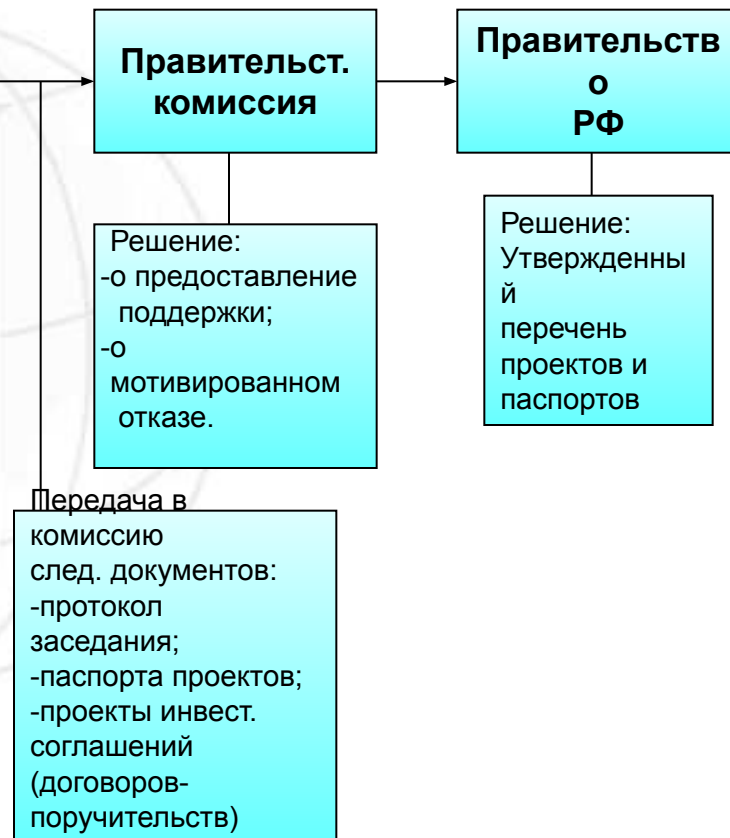 Правительст.
комиссия
Правительств
о
РФ
Решение:
-о предоставление
поддержки;
-о
мотивированном
отказе.
Решение:
Утвержденны
й
перечень
проектов и
паспортов
Передача в
комиссию
след. документов:
-протокол
заседания;
-паспорта проектов;
-проекты инвест.
соглашений
(договоров-
поручительств)